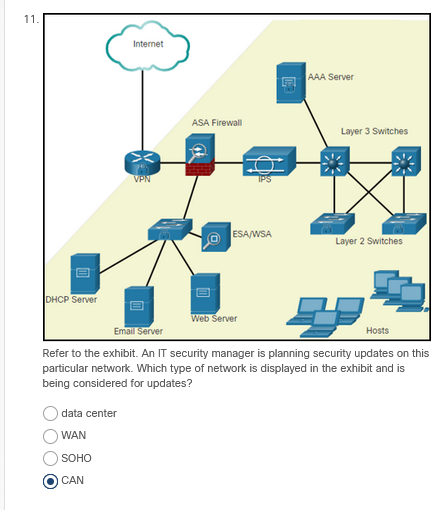 11.
Internet
AAA Server
ASA Firewall
Layer 3 Switches
VPN
IPS
ESA/WSA
Layer 2 Switches
DHCP Server
Web Server
Email Server
Hosts
Refer to the exhibit. An IT security manager is planning security updates on this
particular network. Which type of network is displayed in the exhibit and is
being considered for updates?
data center
WAN
SOHO
CAN